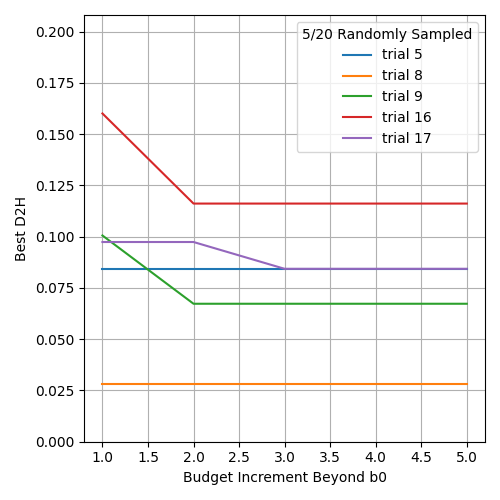 5/20 Randomly Sampled
trial 5
trial 8
trial 9
trial 16
trial 17
Best D2H
0.200
0.175
0.150
0.125
0.100
0.075
0.050
0.025
0.000
1.0 1.5 2.0 2.5 3.0 3.5 4.0 4.5 5.0
Budget Increment Beyond b0